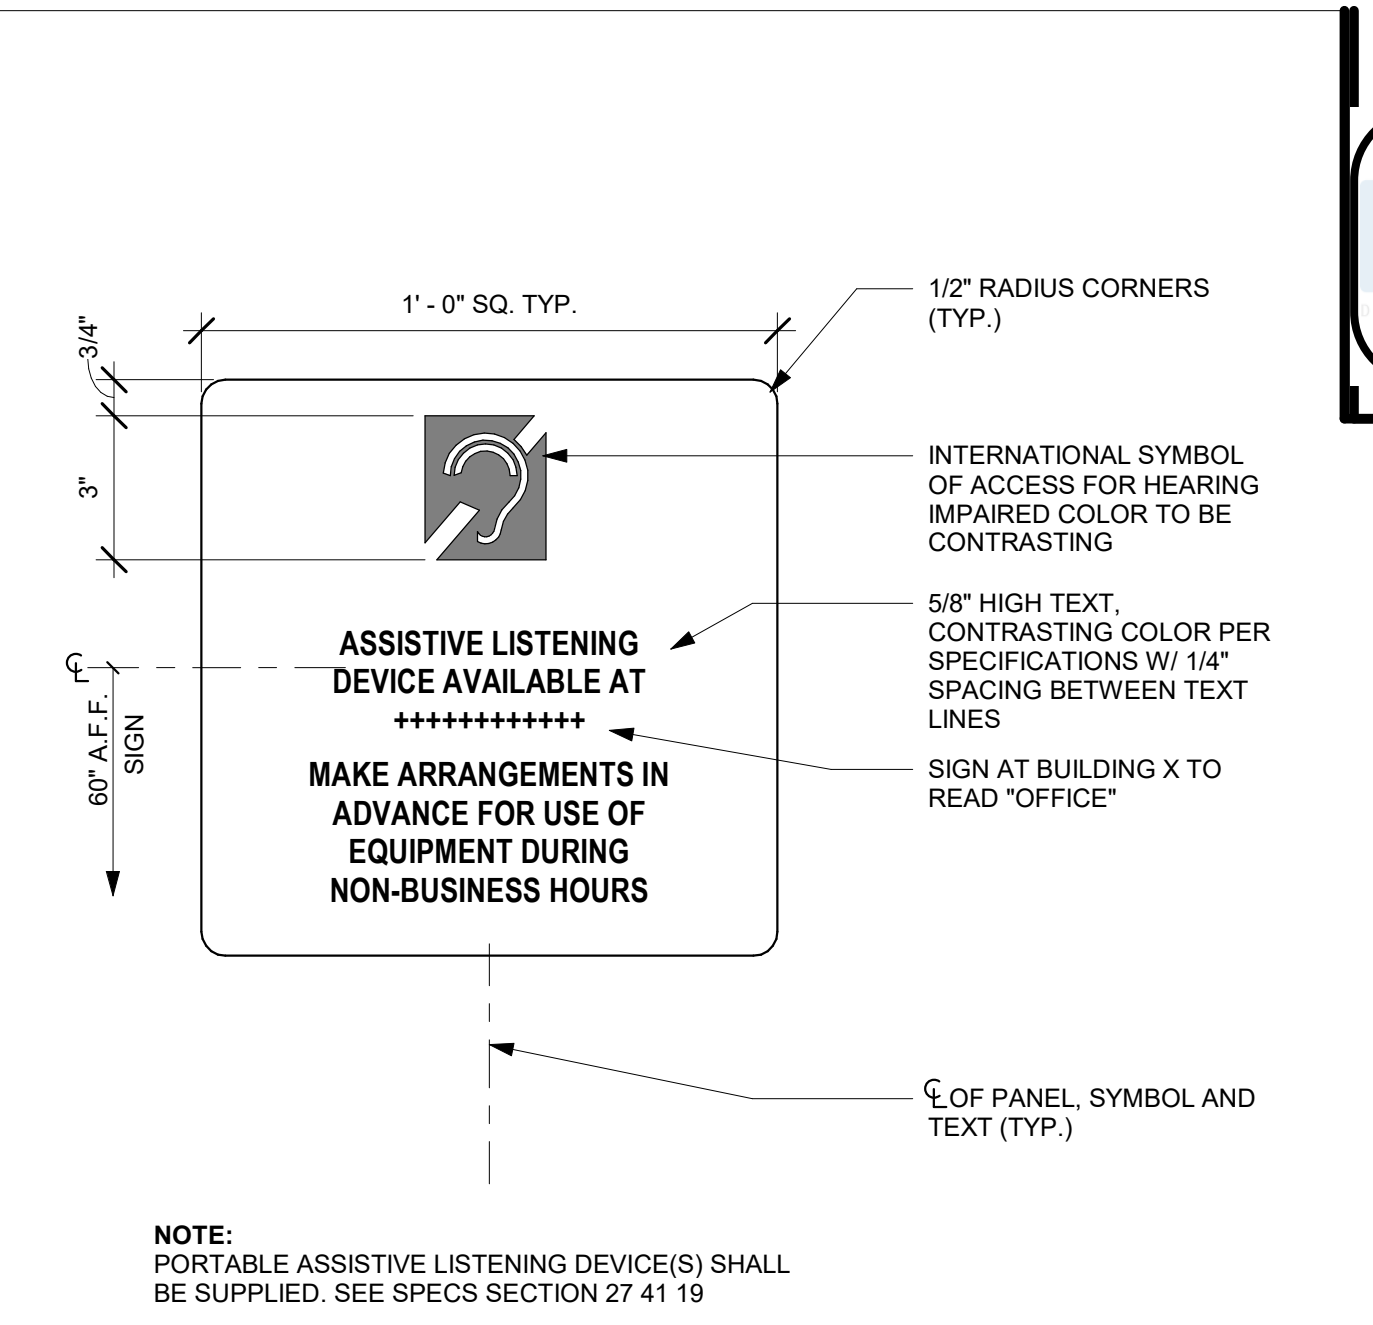 1' - 0" SQ. TYP.
3/4"
3"
1/2" RADIUS CORNERS
(TYP.)
INTERNATIONAL SYMBOL
OF ACCESS FOR HEARING
IMPAIRED COLOR TO BE
CONTRASTING
5/8" HIGH TEXT,
CONTRASTING COLOR PER
SPECIFICATIONS W/ 1/4"
SPACING BETWEEN TEXT
LINES
ASSISTIVE LISTENING
DEVICE AVAILABLE AT
++++++++++++
MAKE ARRANGEMENTS IN
ADVANCE FOR USE OF
EQUIPMENT DURING
NON-BUSINESS HOURS
℄
60" A.F.F.
SIGN
SIGN AT BUILDING X TO
READ "OFFICE"
℄ OF PANEL, SYMBOL AND
TEXT (TYP.)
NOTE:
PORTABLE ASSISTIVE LISTENING DEVICE(S) SHALL
BE SUPPLIED. SEE SPECS SECTION 27 41 19